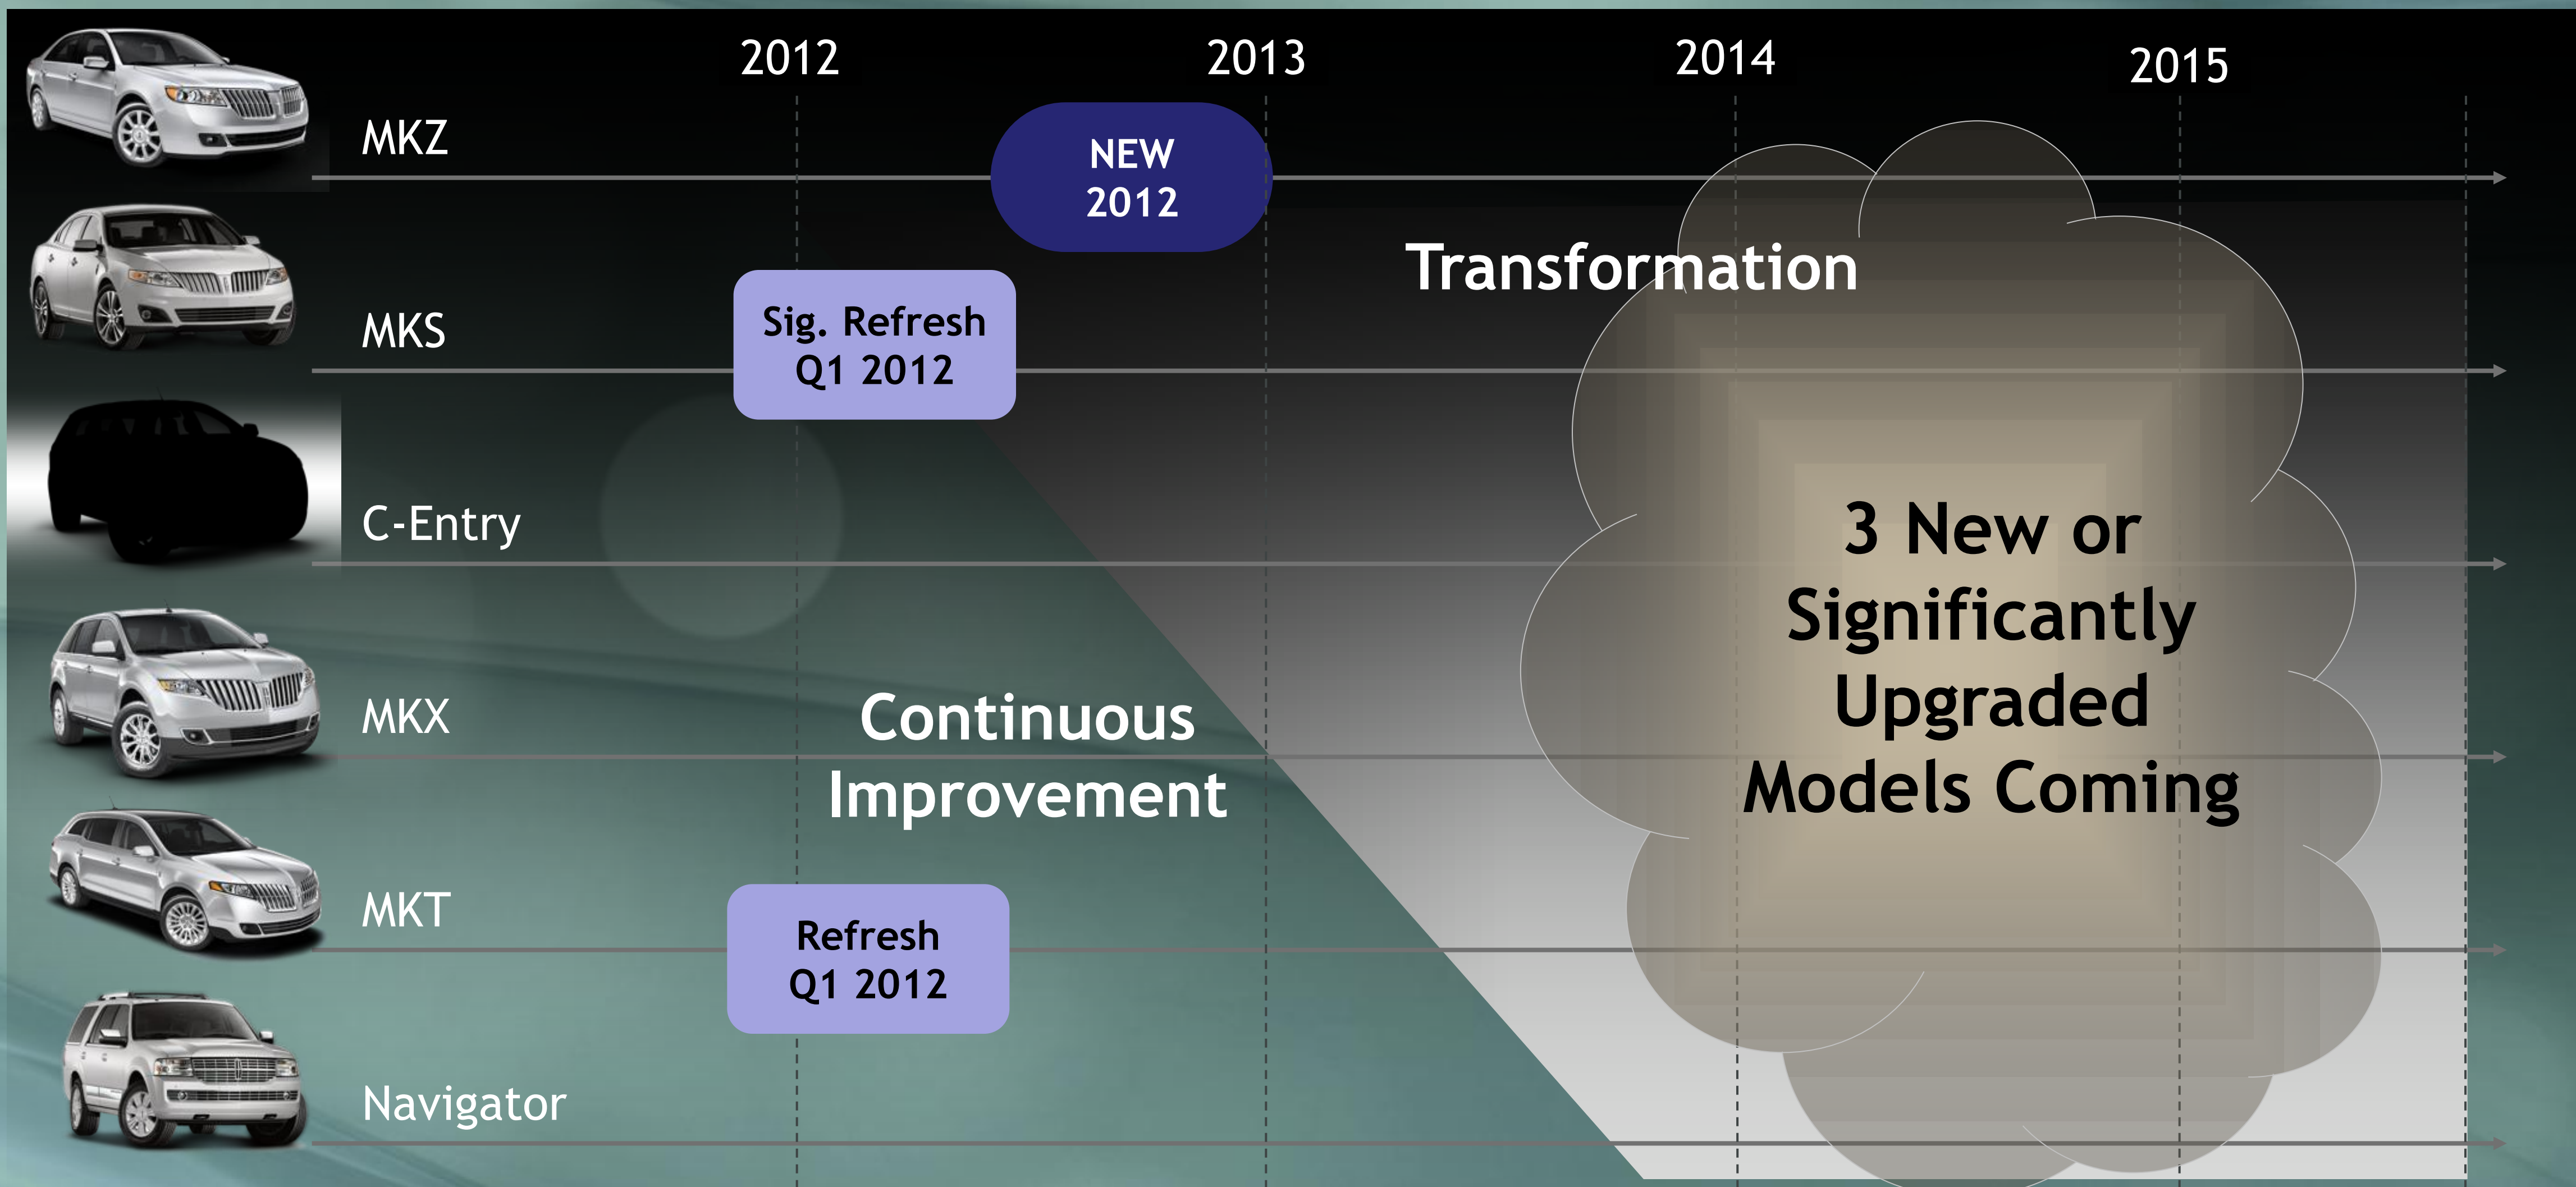 2012
2013
2014
2015
MKZ
NEW
2012
Transformation
MKS
Sig. Refresh
Q1 2012
C-Entry
3 New or
Significantly
Upgraded
Models Coming
MKX
Continuous
Improvement
MKT
Refresh
Q1 2012
Navigator